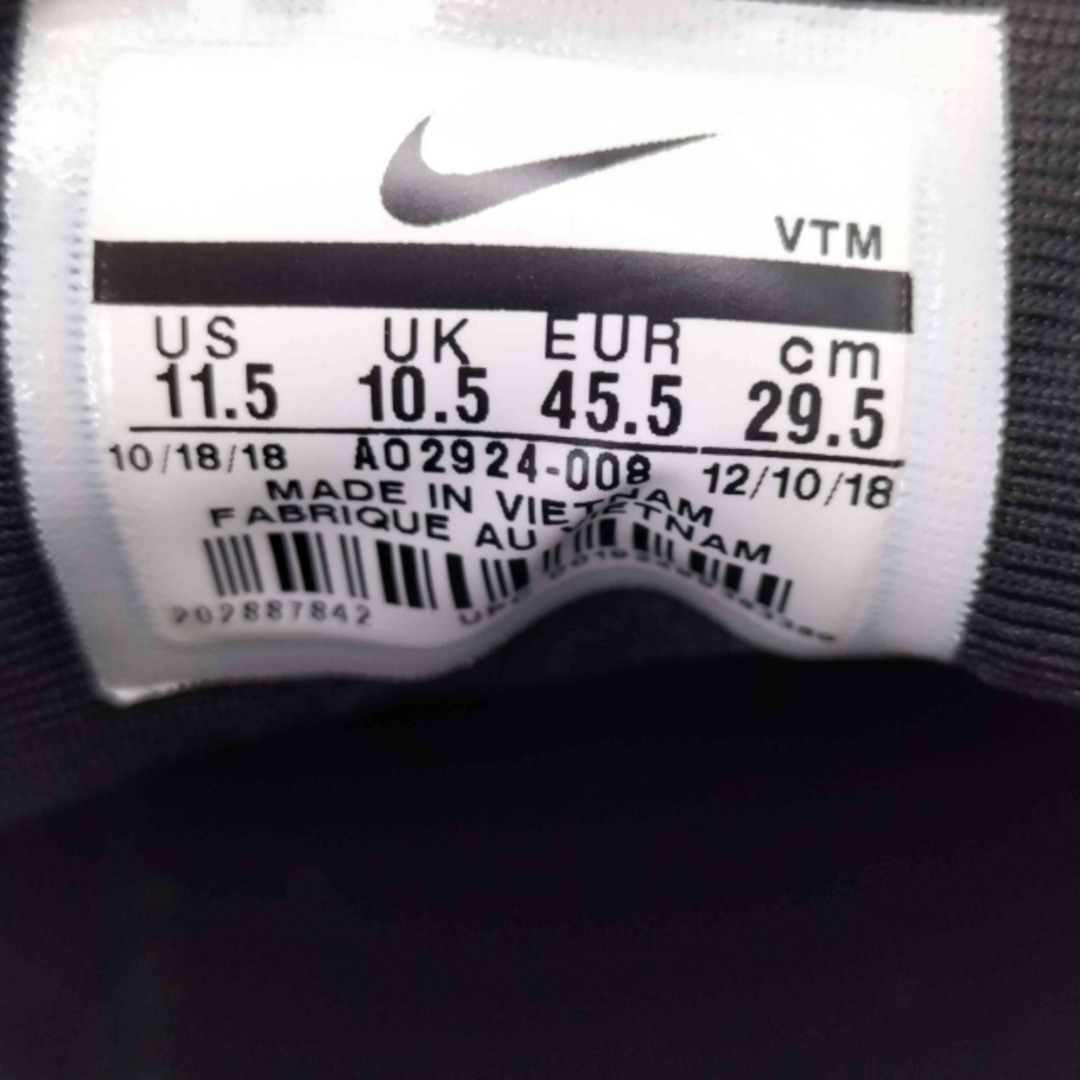 VTM
US UK EUR cm
11.5 10.5 45.5 29.5
10/18/18 AO2924-008 12/10/18
MADE IN VIETNAM
FABRIQUE AU VIETNAM
202887842